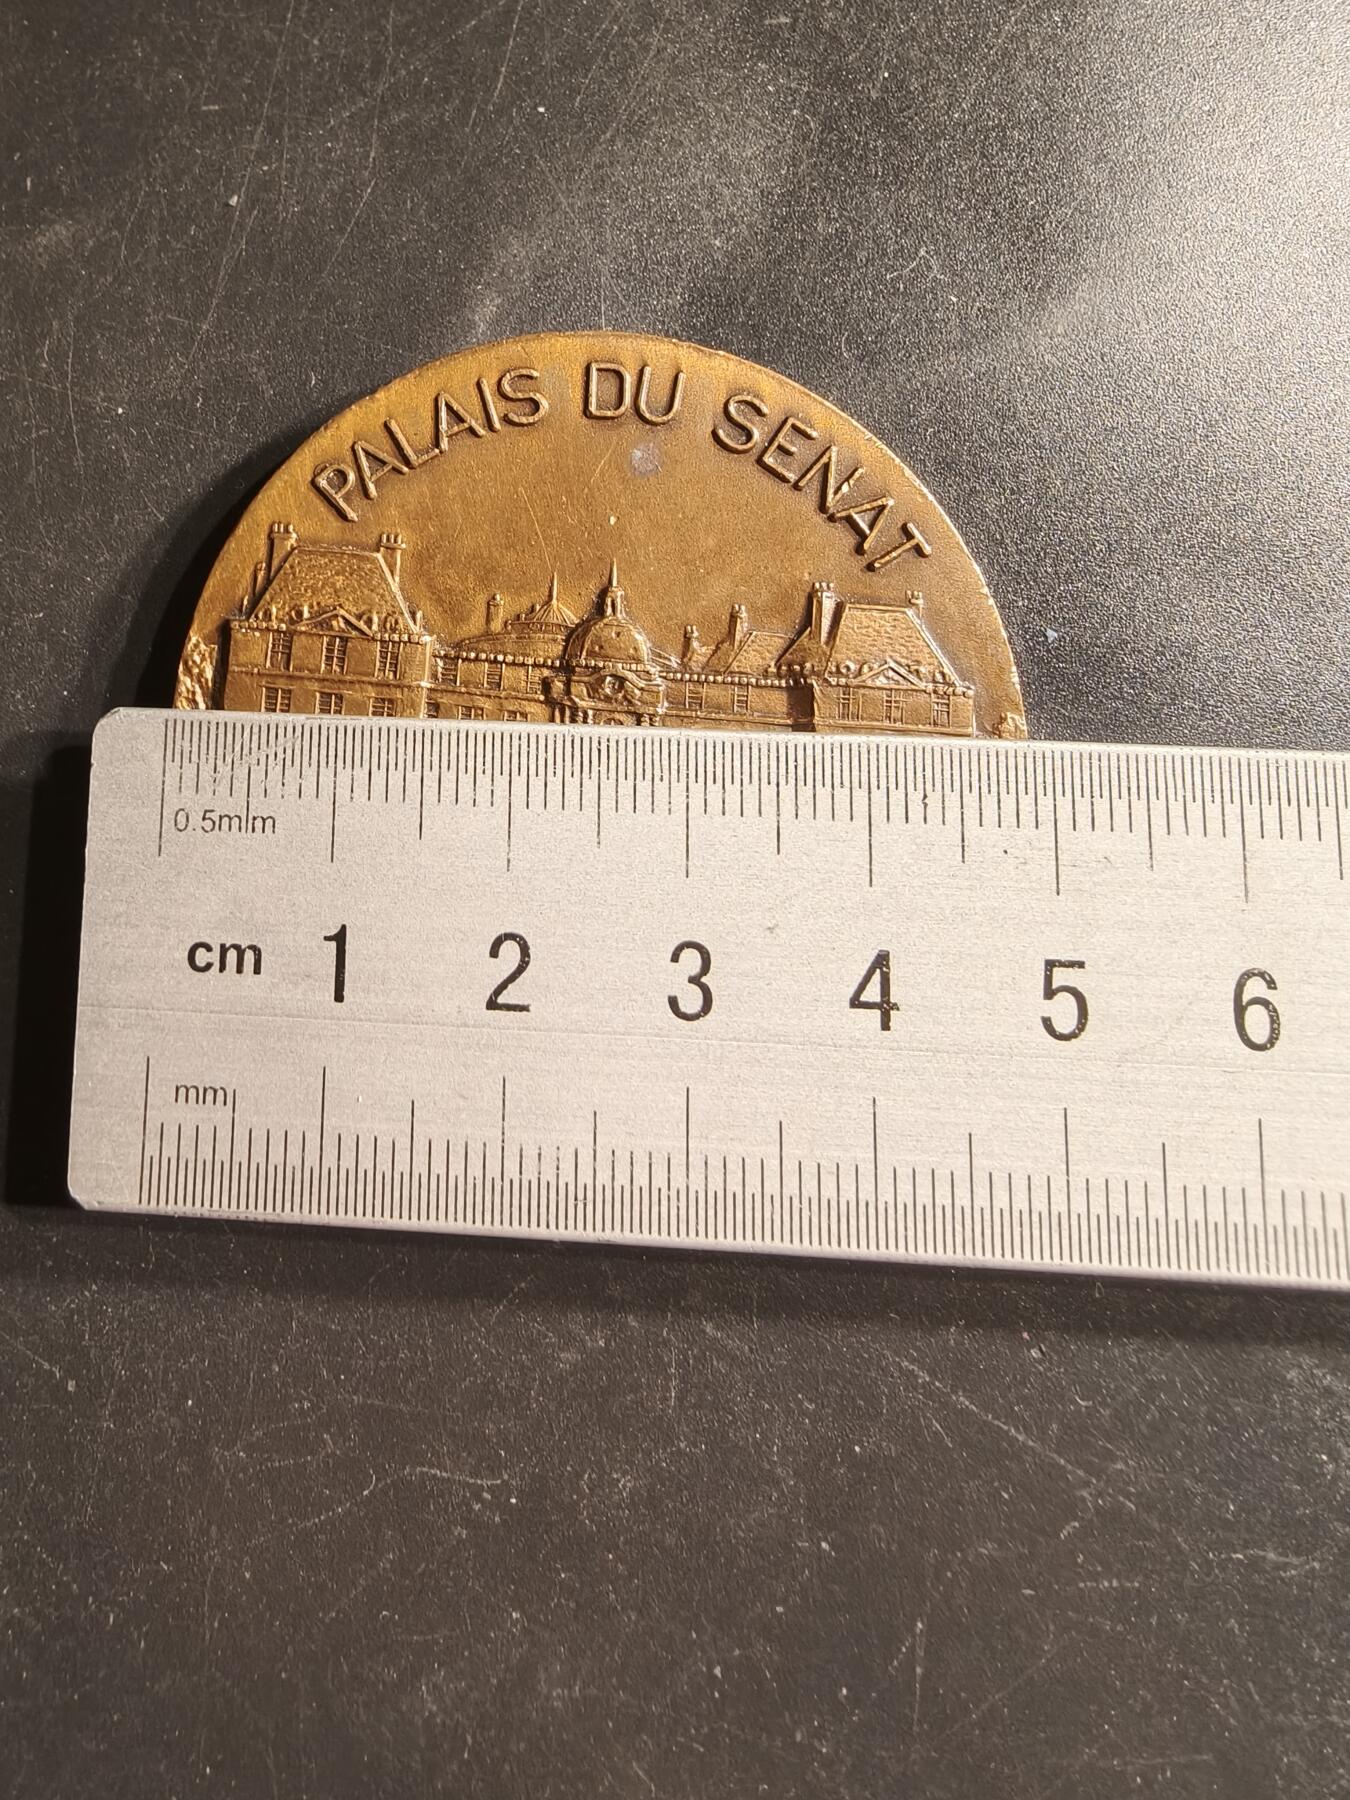 PALAIS DU SENAT
0.5mm
cm 1 2 3 4 5 6
mm